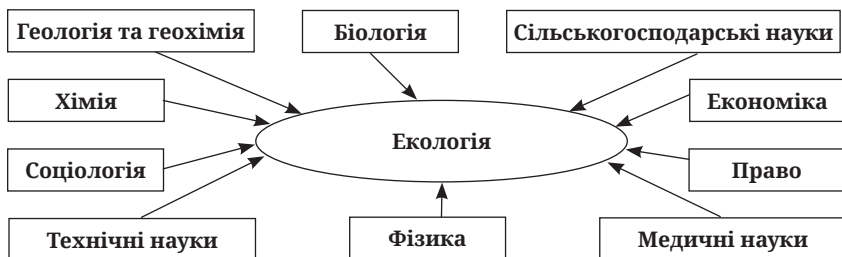 Геологія та геохімія
Біологія
Сільськогосподарські науки
Хімія
Економіка
Екологія
Соціологія
Право
Технічні науки
Фізика
Медичні науки